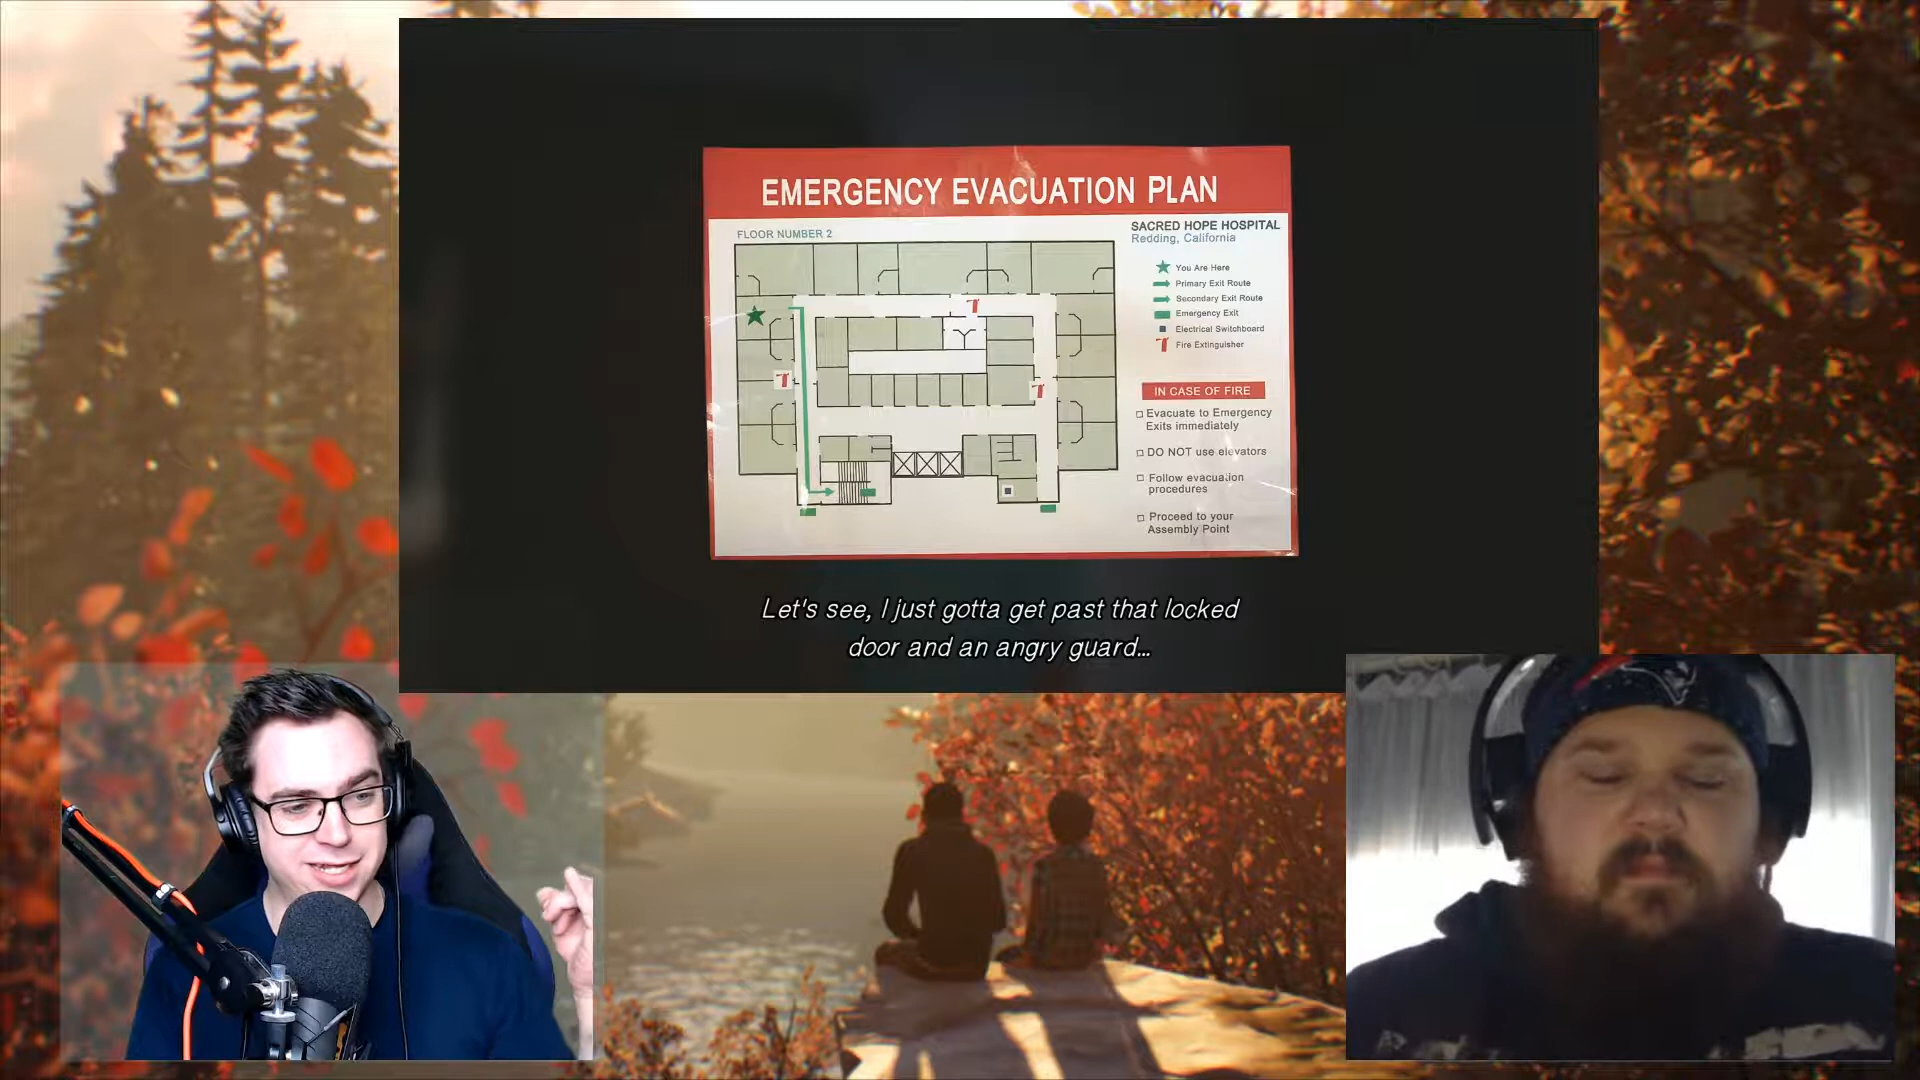 EMERGENCY EVACUATION PLAN
FLOOR NUMBER 2
SACRED HOPE HOSPITAL
Redding, California
You Are Here
Primary Exit Route
Secondary Exit Route
Emergency Exit
Electrical Switchboard
Fire Extinguisher
IN CASE OF FIRE
Evacuate to Emergency
Exits immediately
DO NOT use elevators
Follow evacuation
procedures
Proceed to your
Assembly Point
Let's see, I just gotta get past that locked
door and an angry guard...